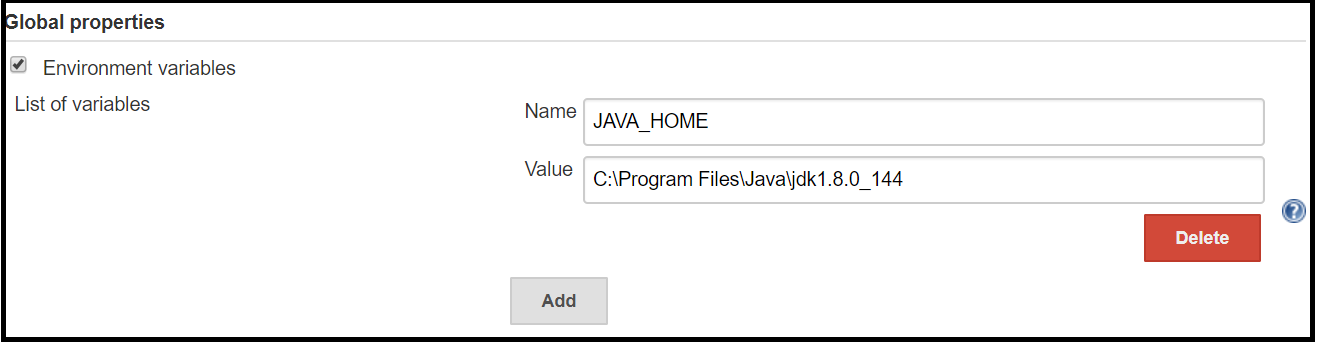 Global properties
Environment variables
List of variables
Name JAVA_HOME
Value C:\Program Files\Java\jdk1.8.0_144
?
Delete
Add